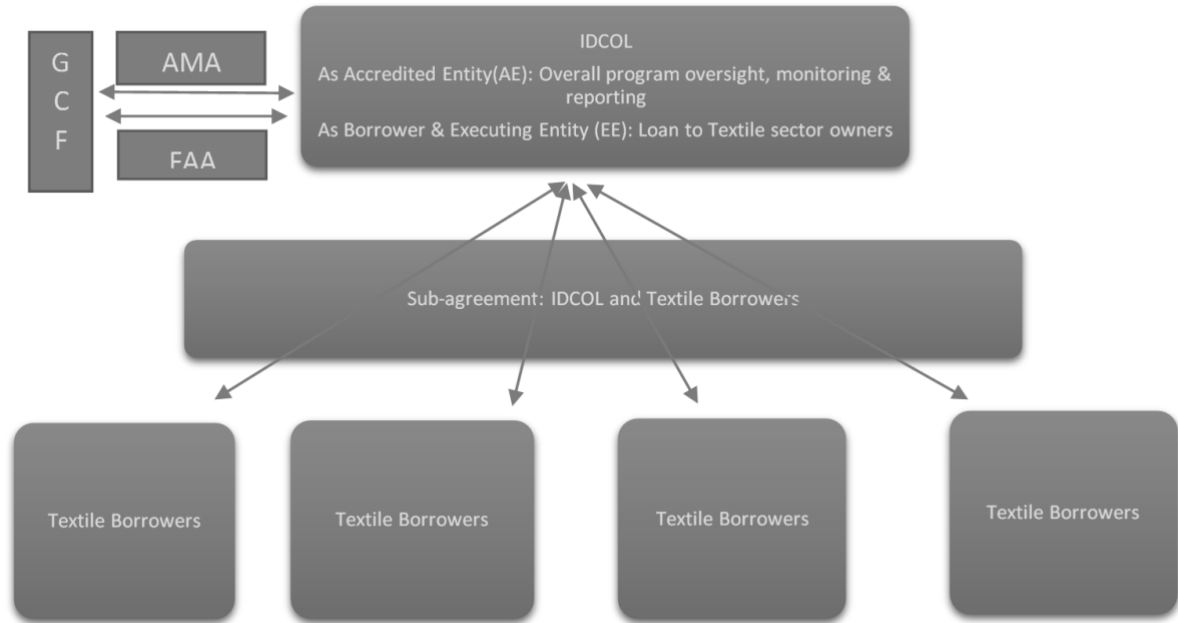 G
C
F
AMA
FAA
IDCOL
As Accredited Entity(AE): Overall program oversight, monitoring &
reporting
As Borrower & Executing Entity (EE): Loan to Textile sector owners
Sub-agreement: IDCOL and Textile Borrowers
Textile Borrowers
Textile Borrowers
Textile Borrowers
Textile Borrowers